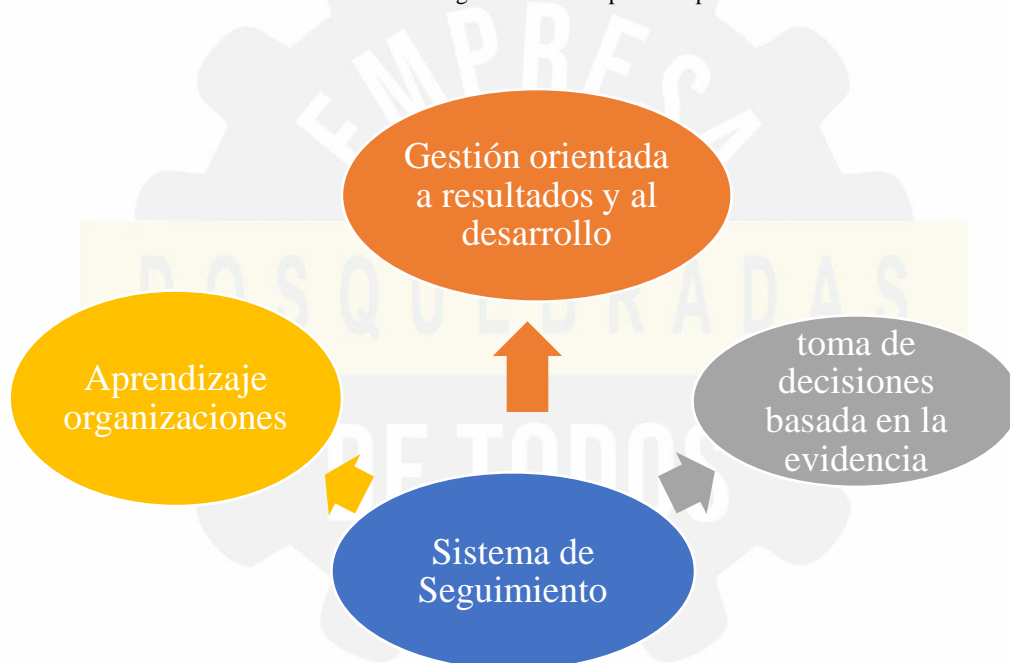 EMPRESA
Gestión orientada
a resultados y al
desarrollo
DOSQUEBRADAS
Aprendizaje
organizaciones
toma de
decisiones
basada en la
evidencia
DE TODOS
Sistema de
Seguimiento